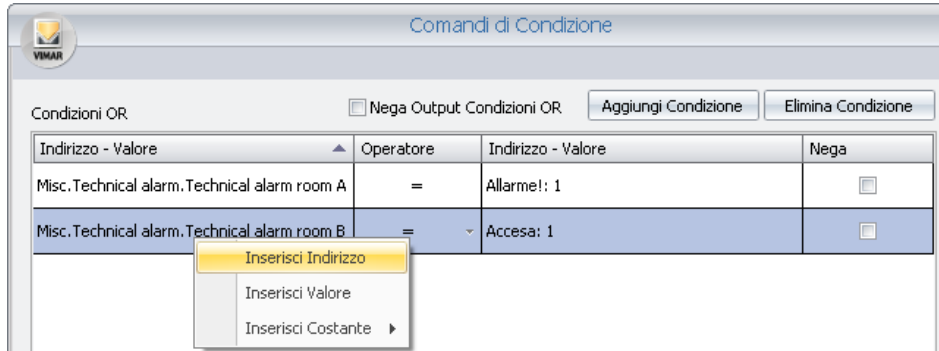 Comandi di Condizione
VIMAR
Condizioni OR Nega Output Condizioni OR Aggiungi Condizione Elimina Condizione
Indirizzo - Valore Operatore Indirizzo - Valore Nega
Misc.Technical alarm.Technical alarm room A = Allarme!: 1
Misc.Technical alarm.Technical alarm room B = Accesa: 1
Inserisci Indirizzo
Inserisci Valore
Inserisci Costante